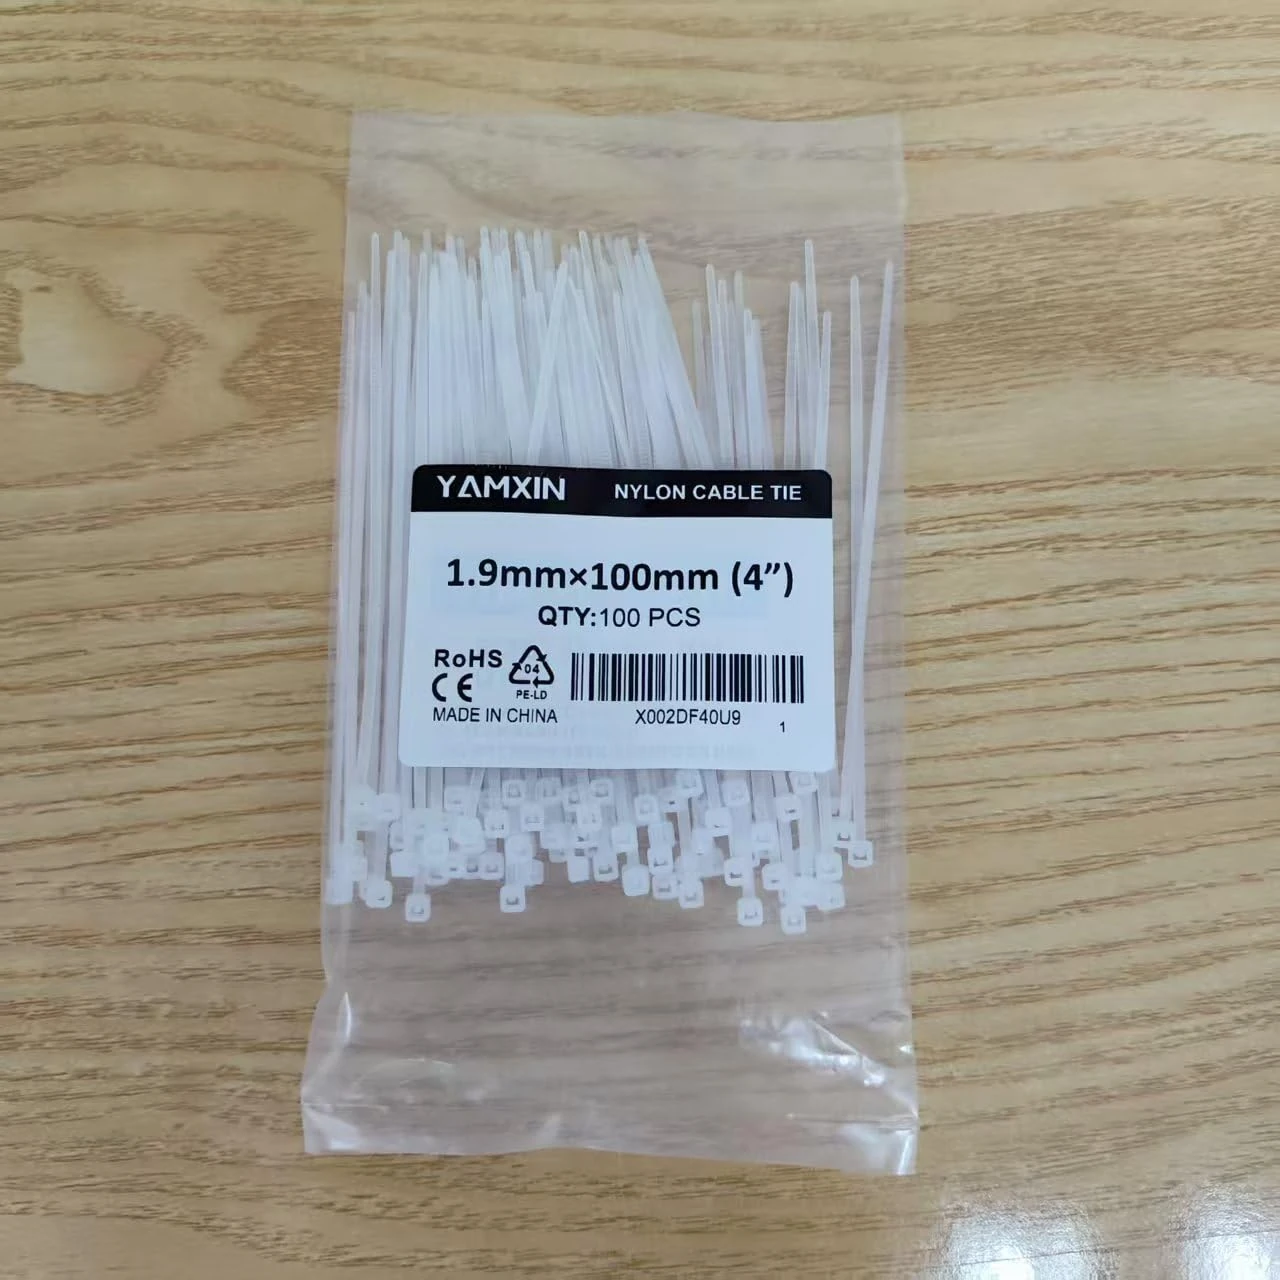 YAMXIN NYLON CABLE TIE
1.9mm×100mm (4”)
QTY:100 PCS
RoHS
04
CE
PE-LD
MADE IN CHINA
X002DF40U9
1